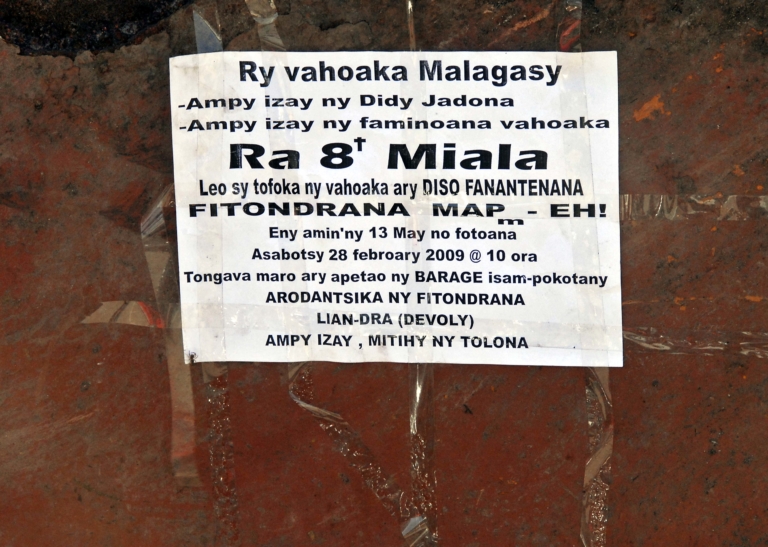 Ry vahoaka Malagasy
-Ampy izay ny Didy Jadona
-Ampy izay ny faminoana vahoaka
Ra 8† Miala
Leo sy tofoka ny vahoaka ary DISO FANANTENANA
FITONDRANA MAPm - EH!
Eny amin'ny 13 May no fotoana
Asabotsy 28 febroary 2009 @ 10 ora
Tongava maro ary apetao ny BARAGE isam-pokotany
ARODANTSIKA NY FITONDRANA
LIAN-DRA (DEVOLY)
AMPY IZAY , MITIHY NY TOLONA